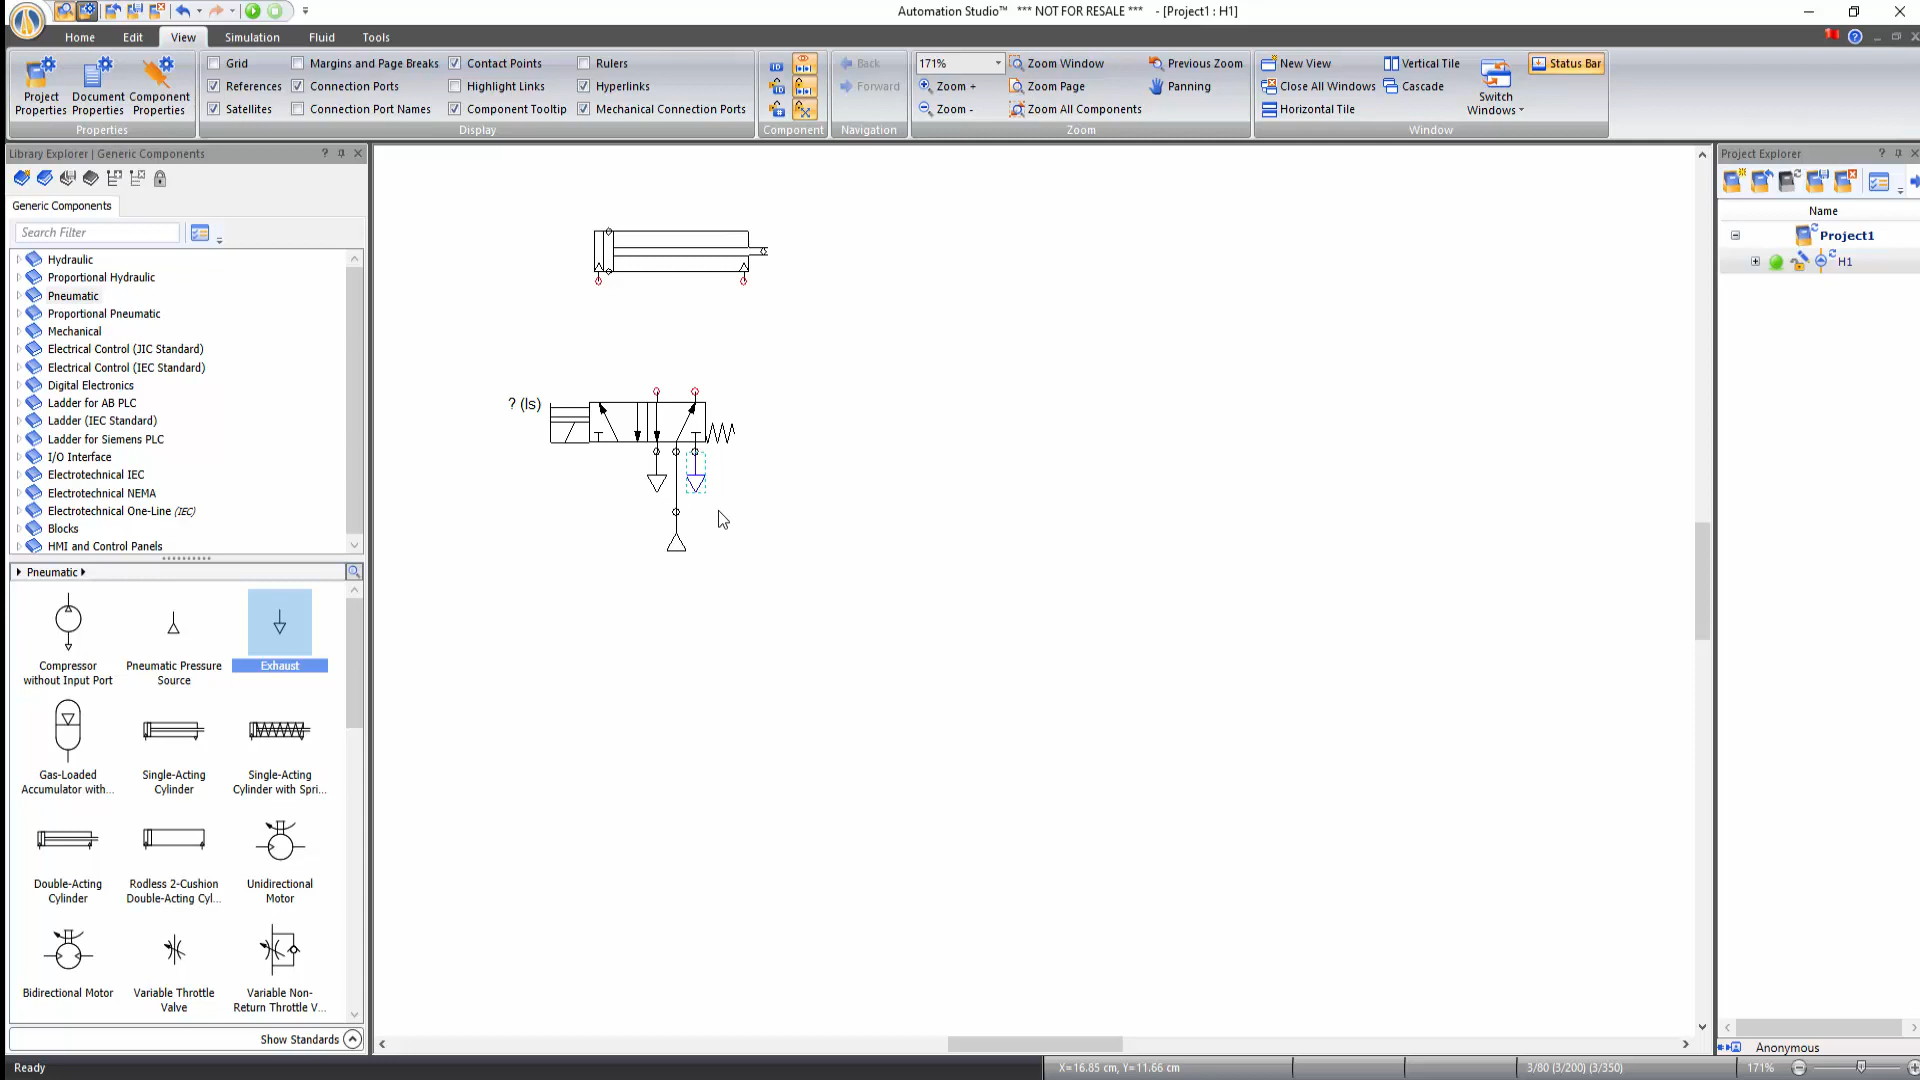 Automation Studio™ *** NOT FOR RESALE *** - [Project1 : H1]
Home Edit View Simulation Fluid Tools
Project Properties
Document Properties
Component Properties
Properties
Grid
References
Satellites
Margins and Page Breaks
Connection Ports
Connection Port Names
Contact Points
Highlight Links
Component Tooltip
Rulers
Hyperlinks
Mechanical Connection Ports
Display
Component
Back
Forward
Navigation
171%
Zoom +
Zoom -
Zoom Window
Zoom Page
Zoom All Components
Previous Zoom
Panning
Zoom
New View
Close All Windows
Horizontal Tile
Vertical Tile
Cascade
Switch
Windows
Window
Status Bar
Library Explorer | Generic Components
Generic Components
Search Filter
Hydraulic
Proportional Hydraulic
Pneumatic
Proportional Pneumatic
Mechanical
Electrical Control (JIC Standard)
Electrical Control (IEC Standard)
Digital Electronics
Ladder for AB PLC
Ladder (IEC Standard)
Ladder for Siemens PLC
I/O Interface
Electrotechnical IEC
Electrotechnical NEMA
Electrotechnical One-Line (IEC)
Blocks
HMI and Control Panels
Pneumatic
Compressor
without Input Port
Pneumatic Pressure
Source
Exhaust
Gas-Loaded
Accumulator with...
Single-Acting
Cylinder
Single-Acting
Cylinder with Spri...
Double-Acting
Cylinder
Rodless 2-Cushion
Double-Acting Cyl...
Unidirectional
Motor
Bidirectional Motor
Variable Throttle
Valve
Variable Non-
Return Throttle V...
Show Standards
? (ls)
Project Explorer
Name
Project1
H1
Anonymous
Ready
X=16.85 cm, Y=11.66 cm
3/80 (3/200) (3/350)
171%